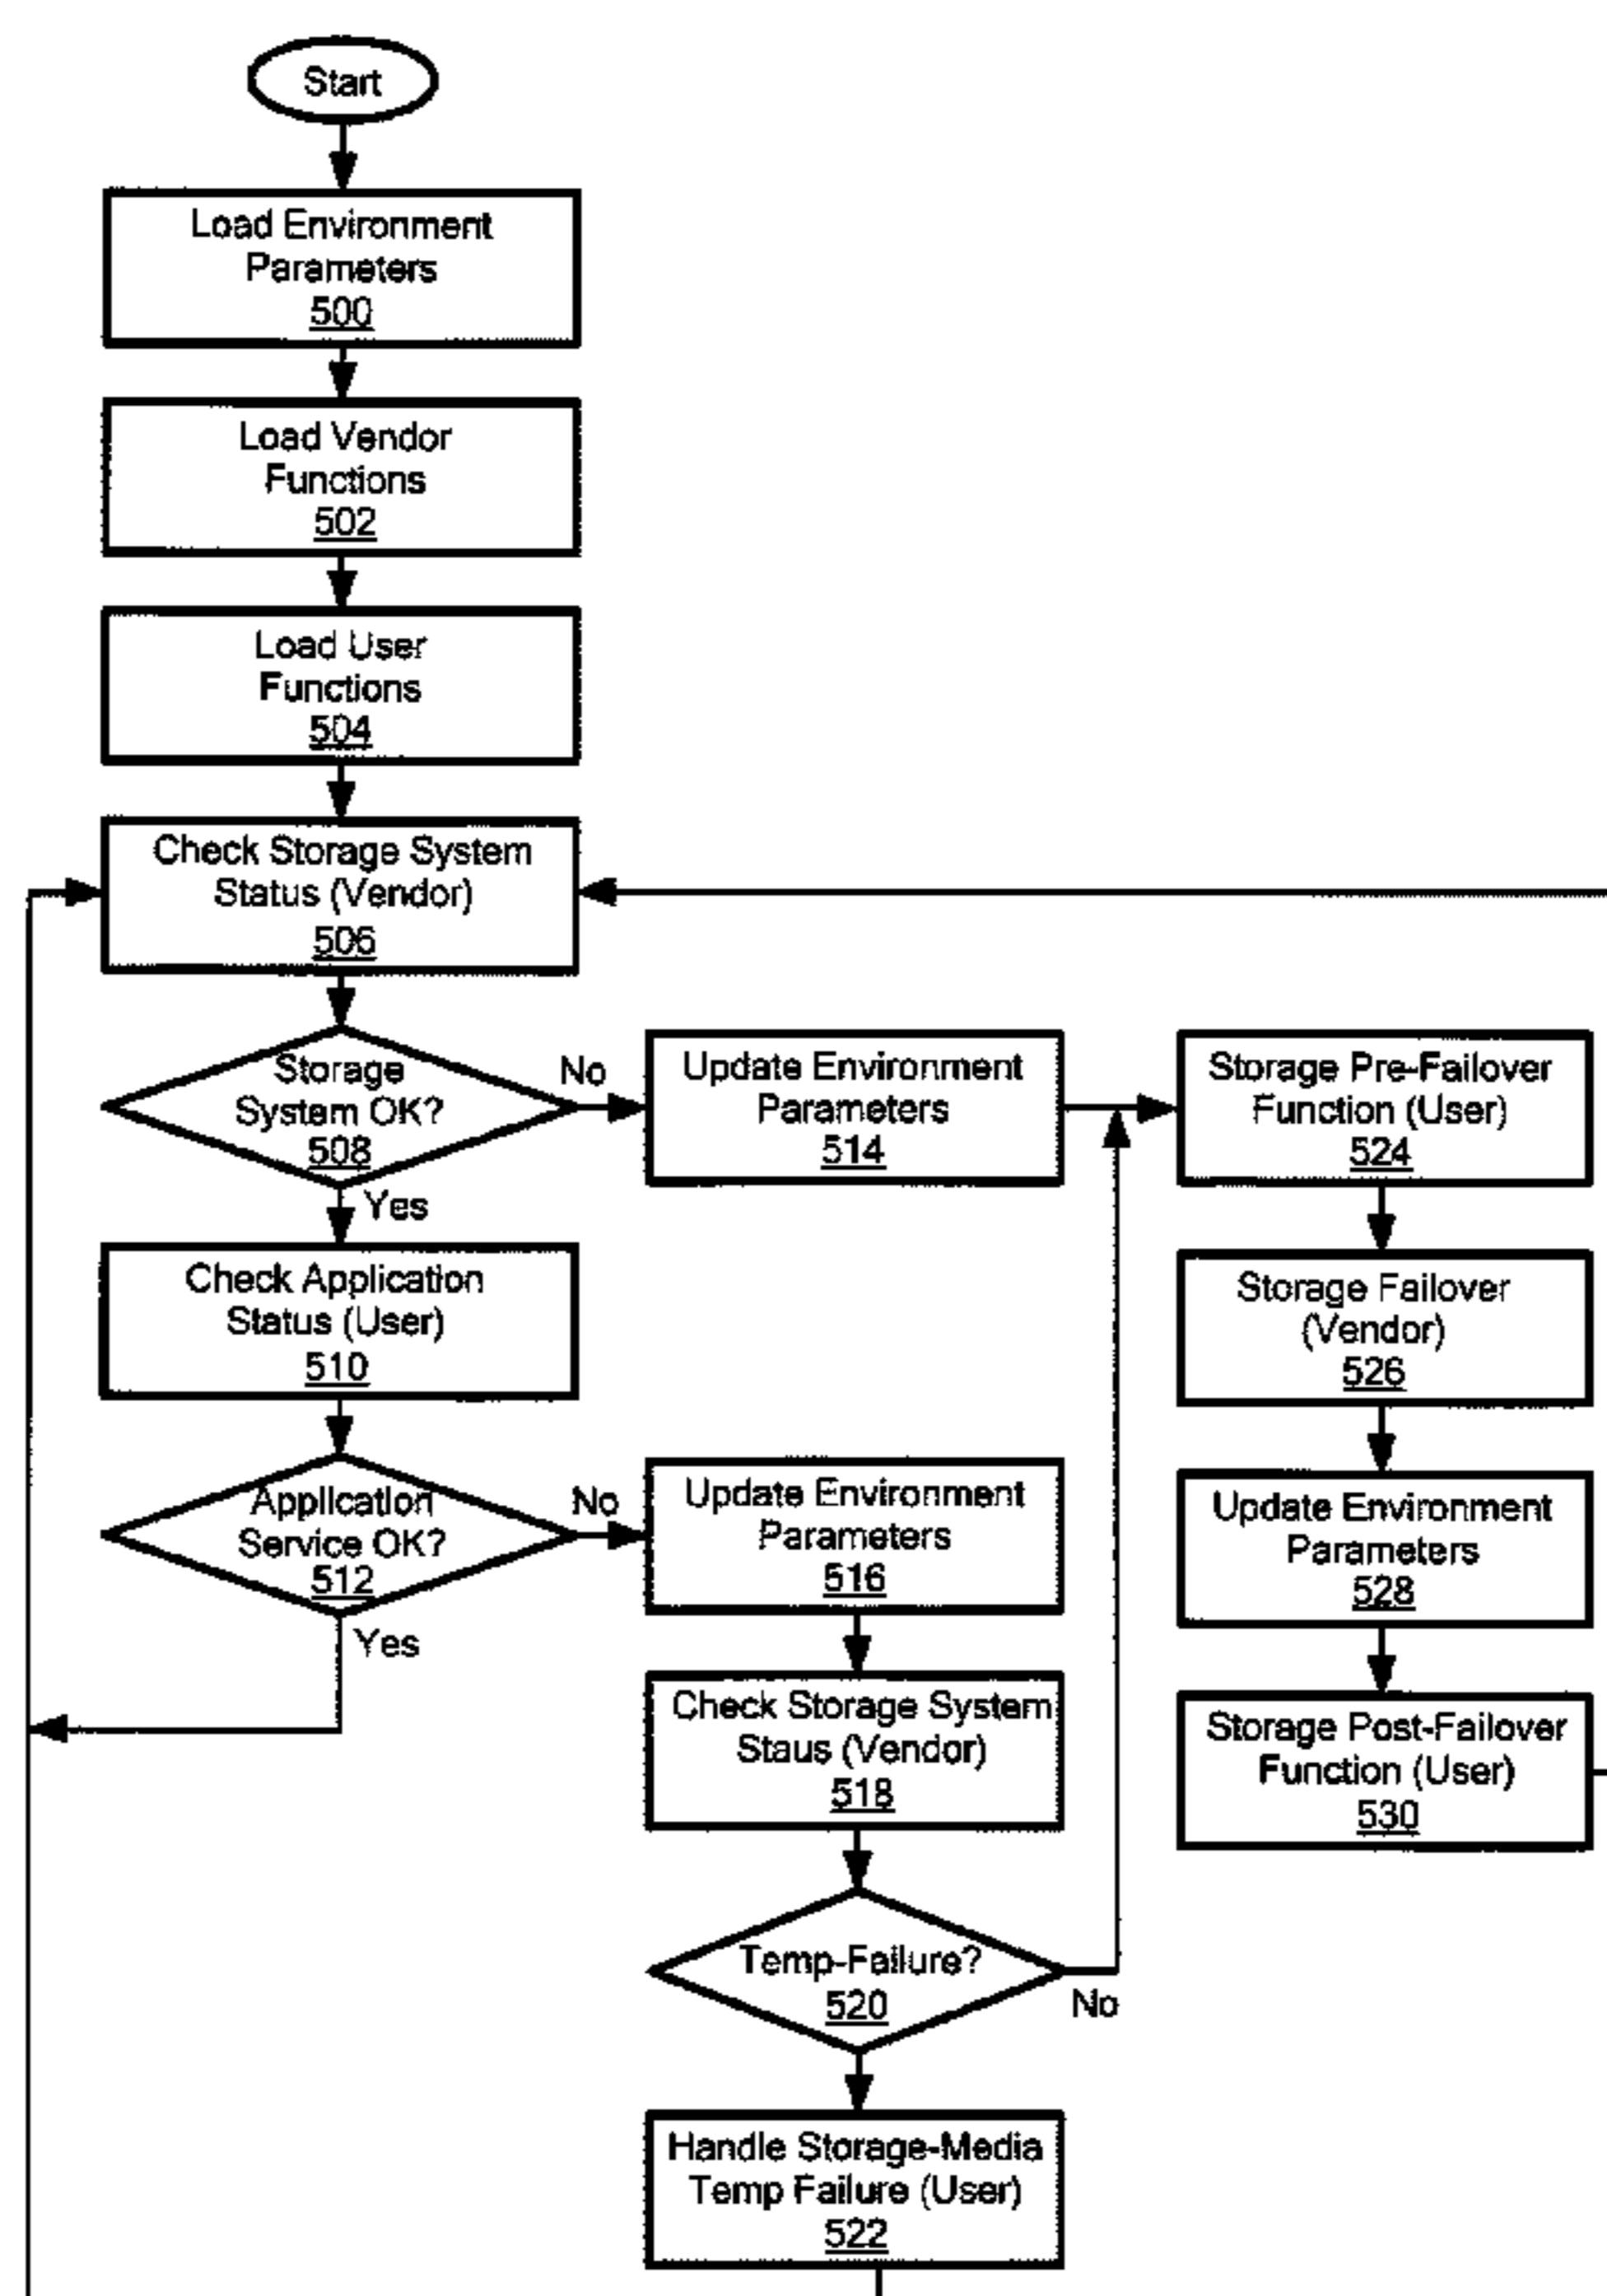 Start
Load Environment
Parameters
500
Load Vendor
Functions
502
Load User
Functions
504
Check Storage System
Status (Vendor)
506
Storage
System OK?
508
No
Yes
Update Environment
Parameters
514
Storage Pre-Failover
Function (User)
524
Check Application
Status (User)
510
Storage Failover
(Vendor)
526
Application
Service OK?
512
No
Yes
Update Environment
Parameters
516
Update Environment
Parameters
528
Check Storage System
Staus (Vendor)
518
Storage Post-Failover
Function (User)
530
Temp-Failure?
520
No
Handle Storage-Media
Temp Failure (User)
522